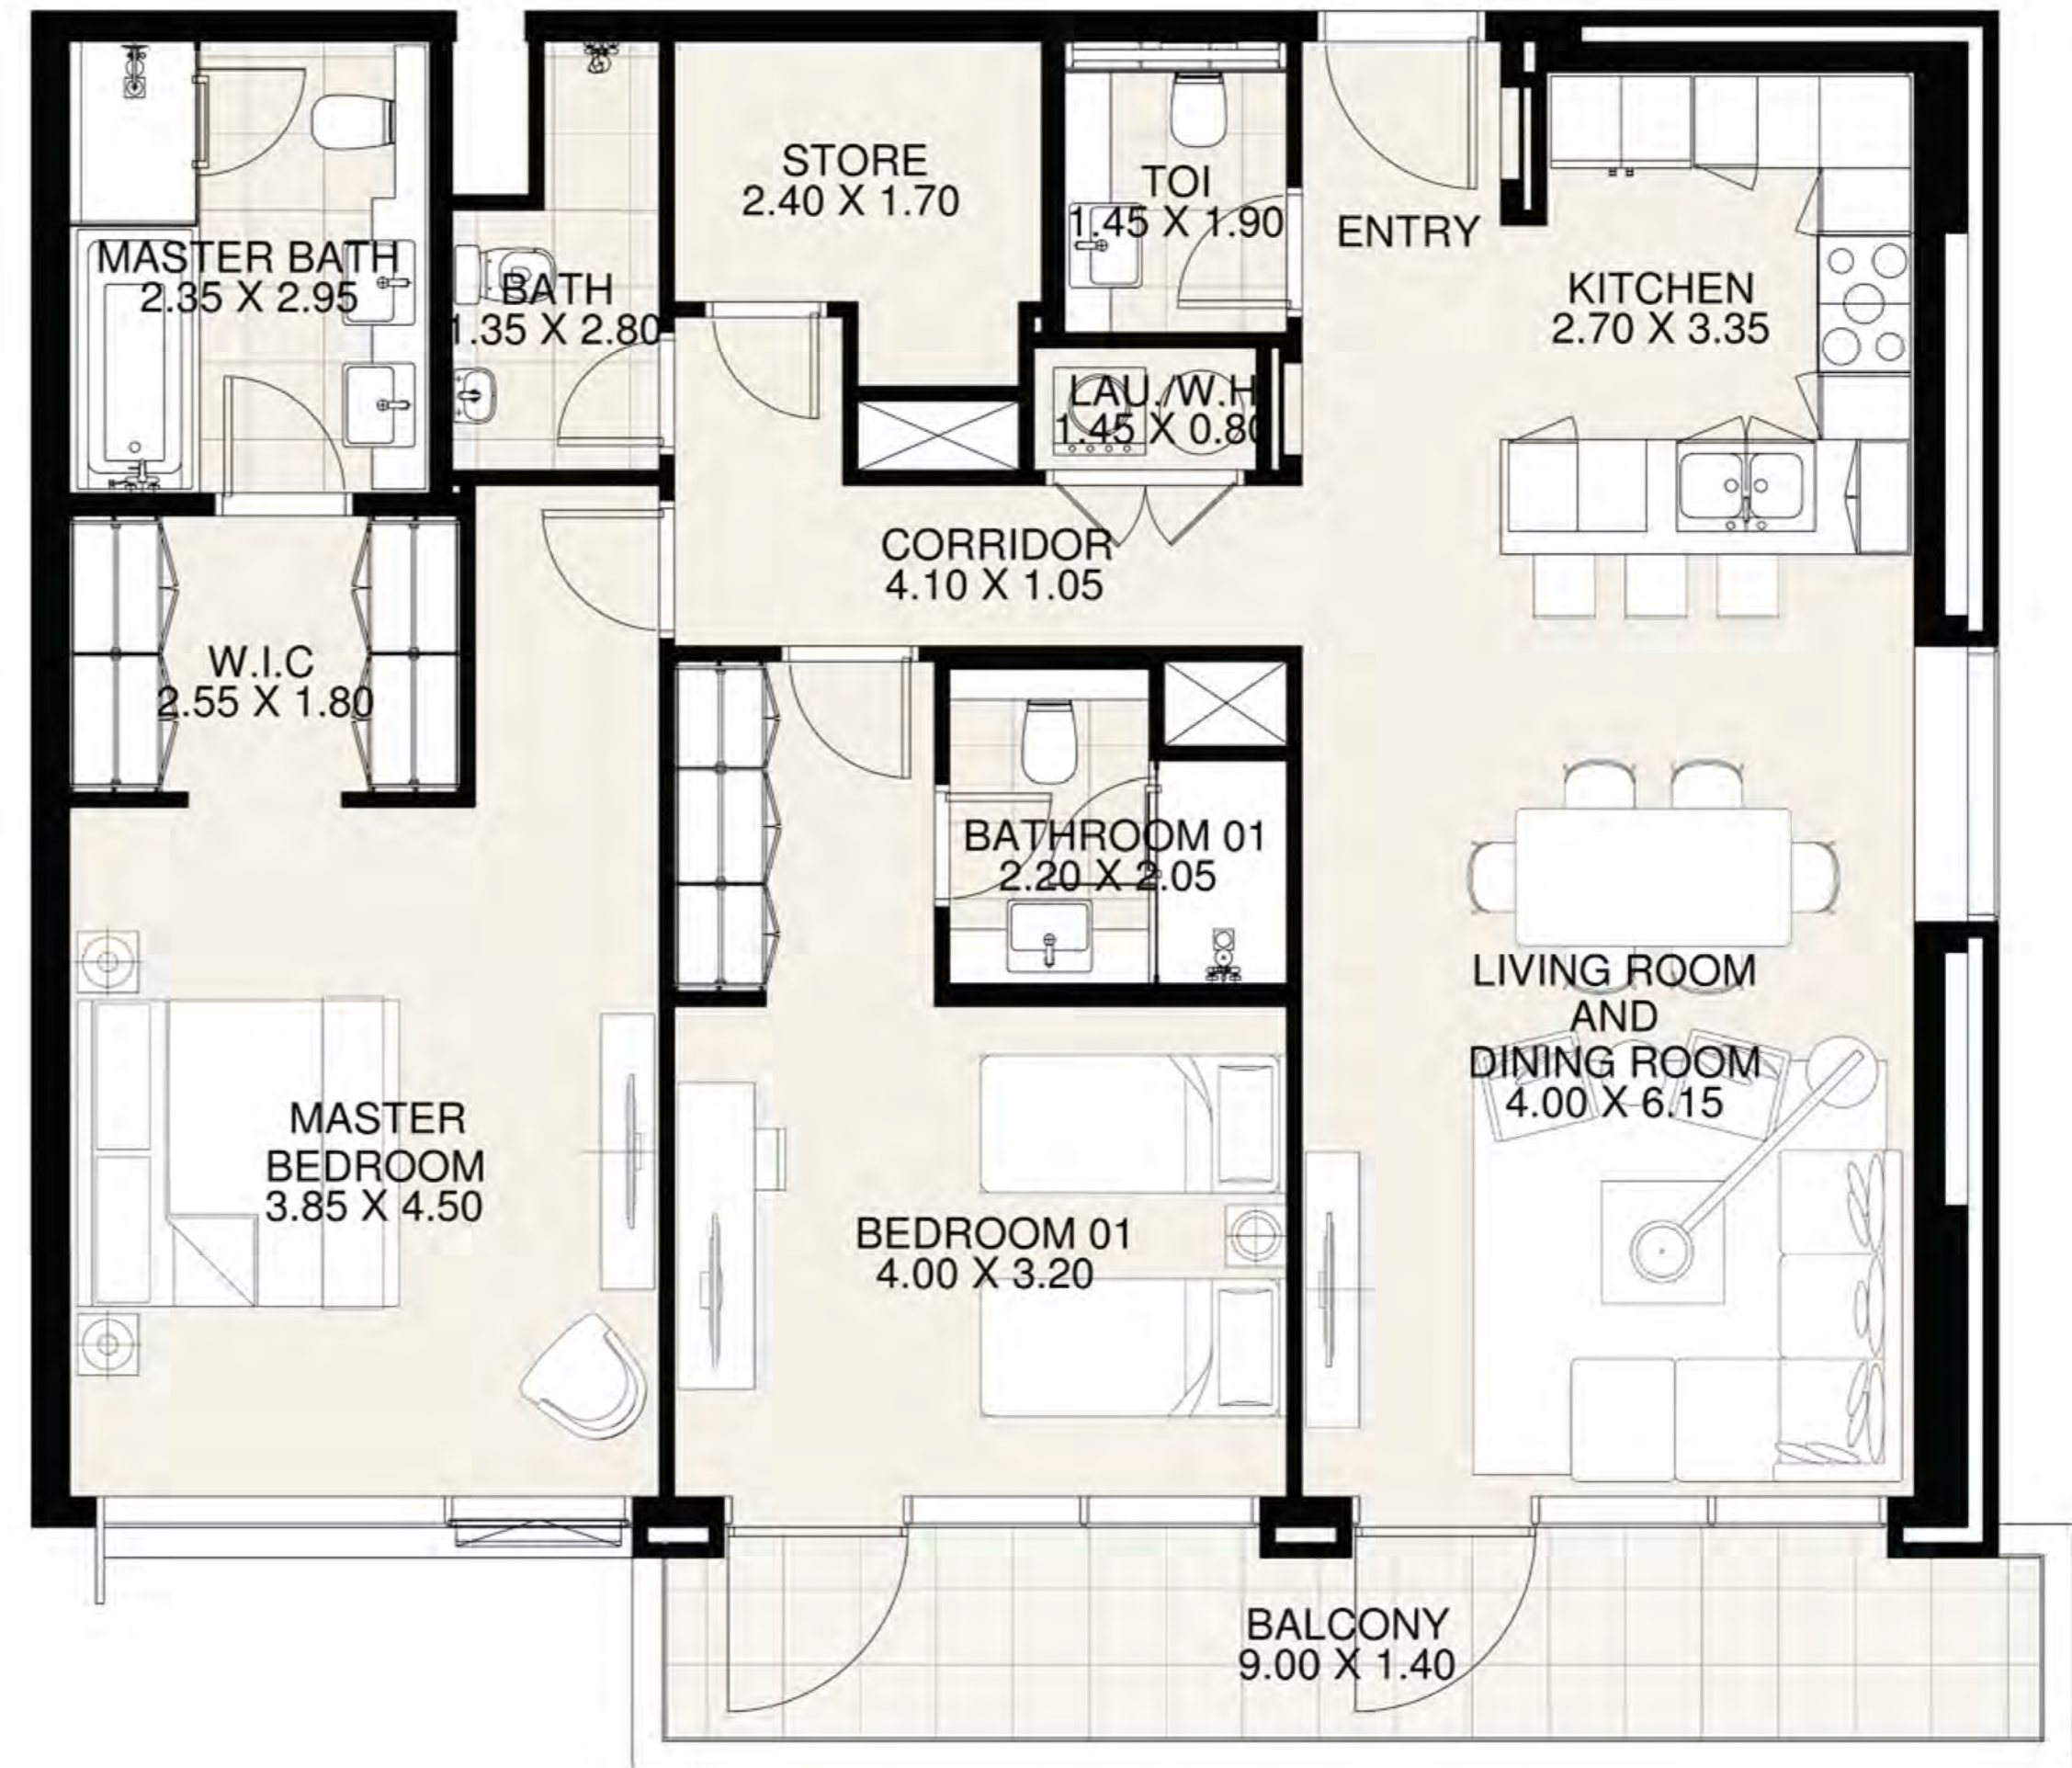 STORE
2.40 X 1.70
TOI
1.45 X 1.90
ENTRY
MASTER BATH
2.35 X 2.95
BATH
1.35 X 2.80
KITCHEN
2.70 X 3.35
LAU./W.H
1.45 X 0.80
CORRIDOR
4.10 X 1.05
W.I.C
2.55 X 1.80
BATHROOM 01
2.20 X 2.05
LIVING ROOM
AND
DINING ROOM
4.00 X 6.15
MASTER
BEDROOM
3.85 X 4.50
BEDROOM 01
4.00 X 3.20
BALCONY
9.00 X 1.40